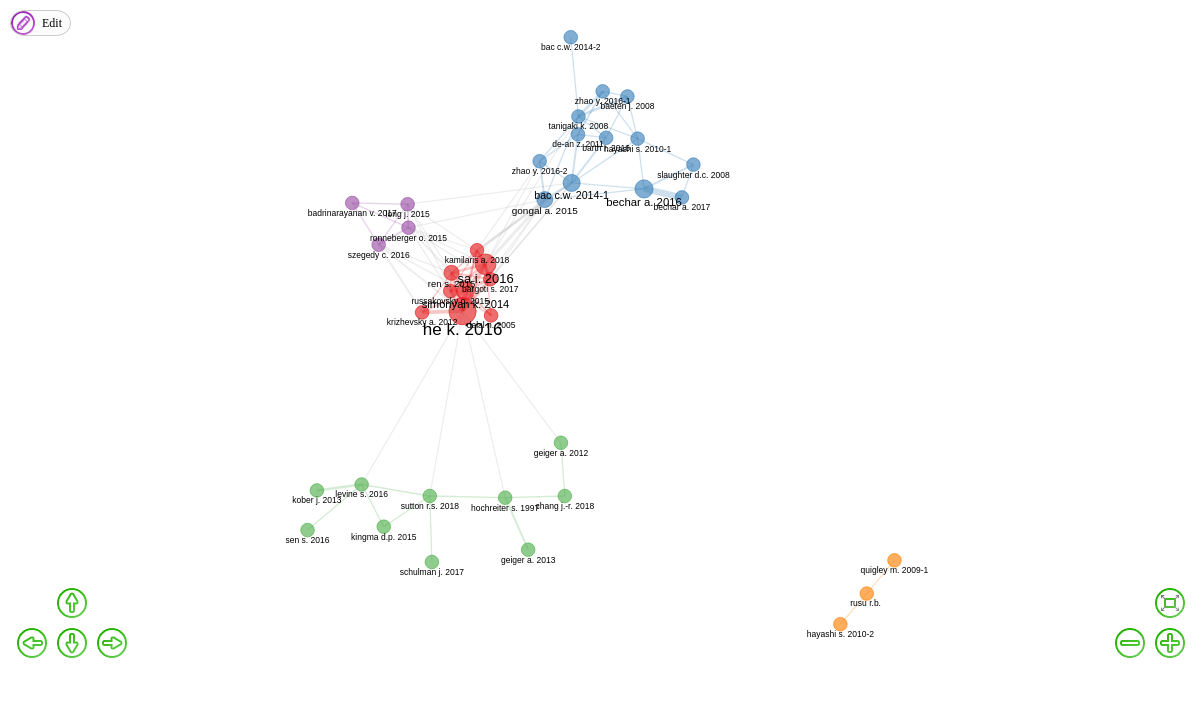 Edit
bac c.w. 2014-2
zhao y. 2016-1
baeten j. 2008
tanigaki k. 2008
de-an z. 2011
barth r. 2016
hayashi s. 2010-1
zhao y. 2016-2
slaughter d.c. 2008
bac c.w. 2014-1
bechar a. 2016
bechar a. 2017
gongal a. 2015
badrinarayanan v. 2017
long j. 2015
ronneberger o. 2015
szegedy c. 2016
kamilaris a. 2018
sa i. 2016
ren s. 2015
bargoti s. 2017
russakovsky o. 2015
simonyan k. 2014
krizhevsky a. 2012
dalal n. 2005
he k. 2016
geiger a. 2012
kober j. 2013
levine s. 2016
sutton r.s. 2018
hochreiter s. 1997
zhang j.-r. 2018
sen s. 2016
kingma d.p. 2015
geiger a. 2013
schulman j. 2017
quigley m. 2009-1
rusu r.b.
hayashi s. 2010-2